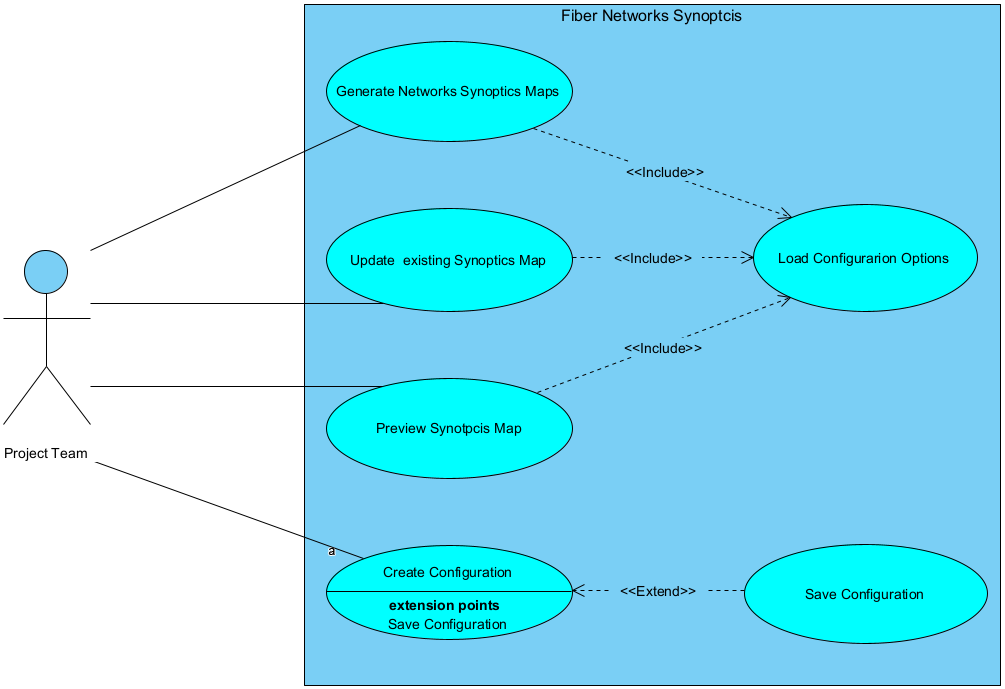 Fiber Networks Synoptcis
Generate Networks Synoptics Maps
<<Include>>
Update  existing Synoptics Map
<<Include>>
Load Configurarion Options
<<Include>>
Preview Synotpcis Map
Project Team
a
Create Configuration
extension points
Save Configuration
<<Extend>>
Save Configuration